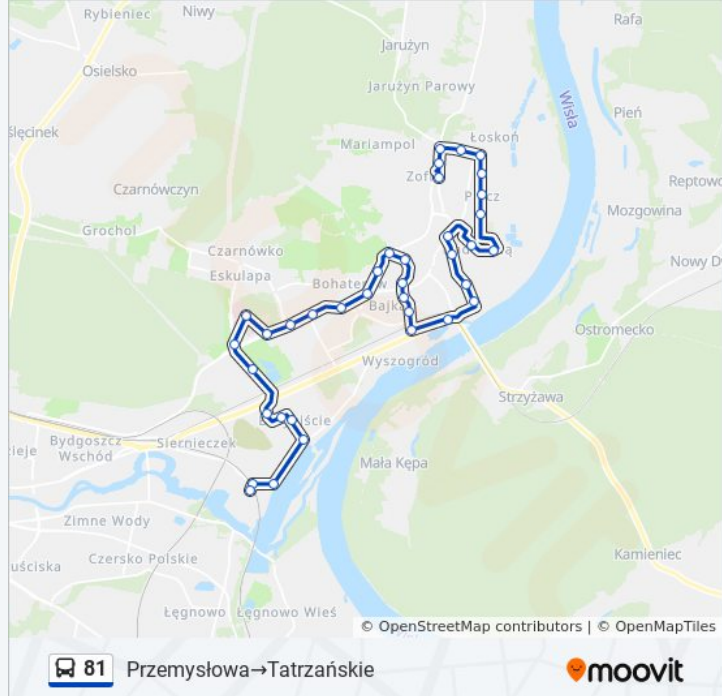 Rybieniec
Niwy
Rafa
Jarużyn
Osielsko
Jarużyn Parowy
Wisła
Pień
Łoskoń
Mariampol
Czarnówczyn
Reptowo
Mozgowina
Grochol
Czarnówko
Eskulapa
Nowy
Ostromecko
Wyszogród
Strzyżawa
Bydgoszcz
Wschód
Siernieczek
Mała Kępa
Zimne Wody
Czersko Polskie
Kamieniec
Łęgnowo
Łęgnowo Wieś
© OpenStreetMap contributors | © OpenMapTiles
81 Przemysłowa→Tatrzańskie
moovit